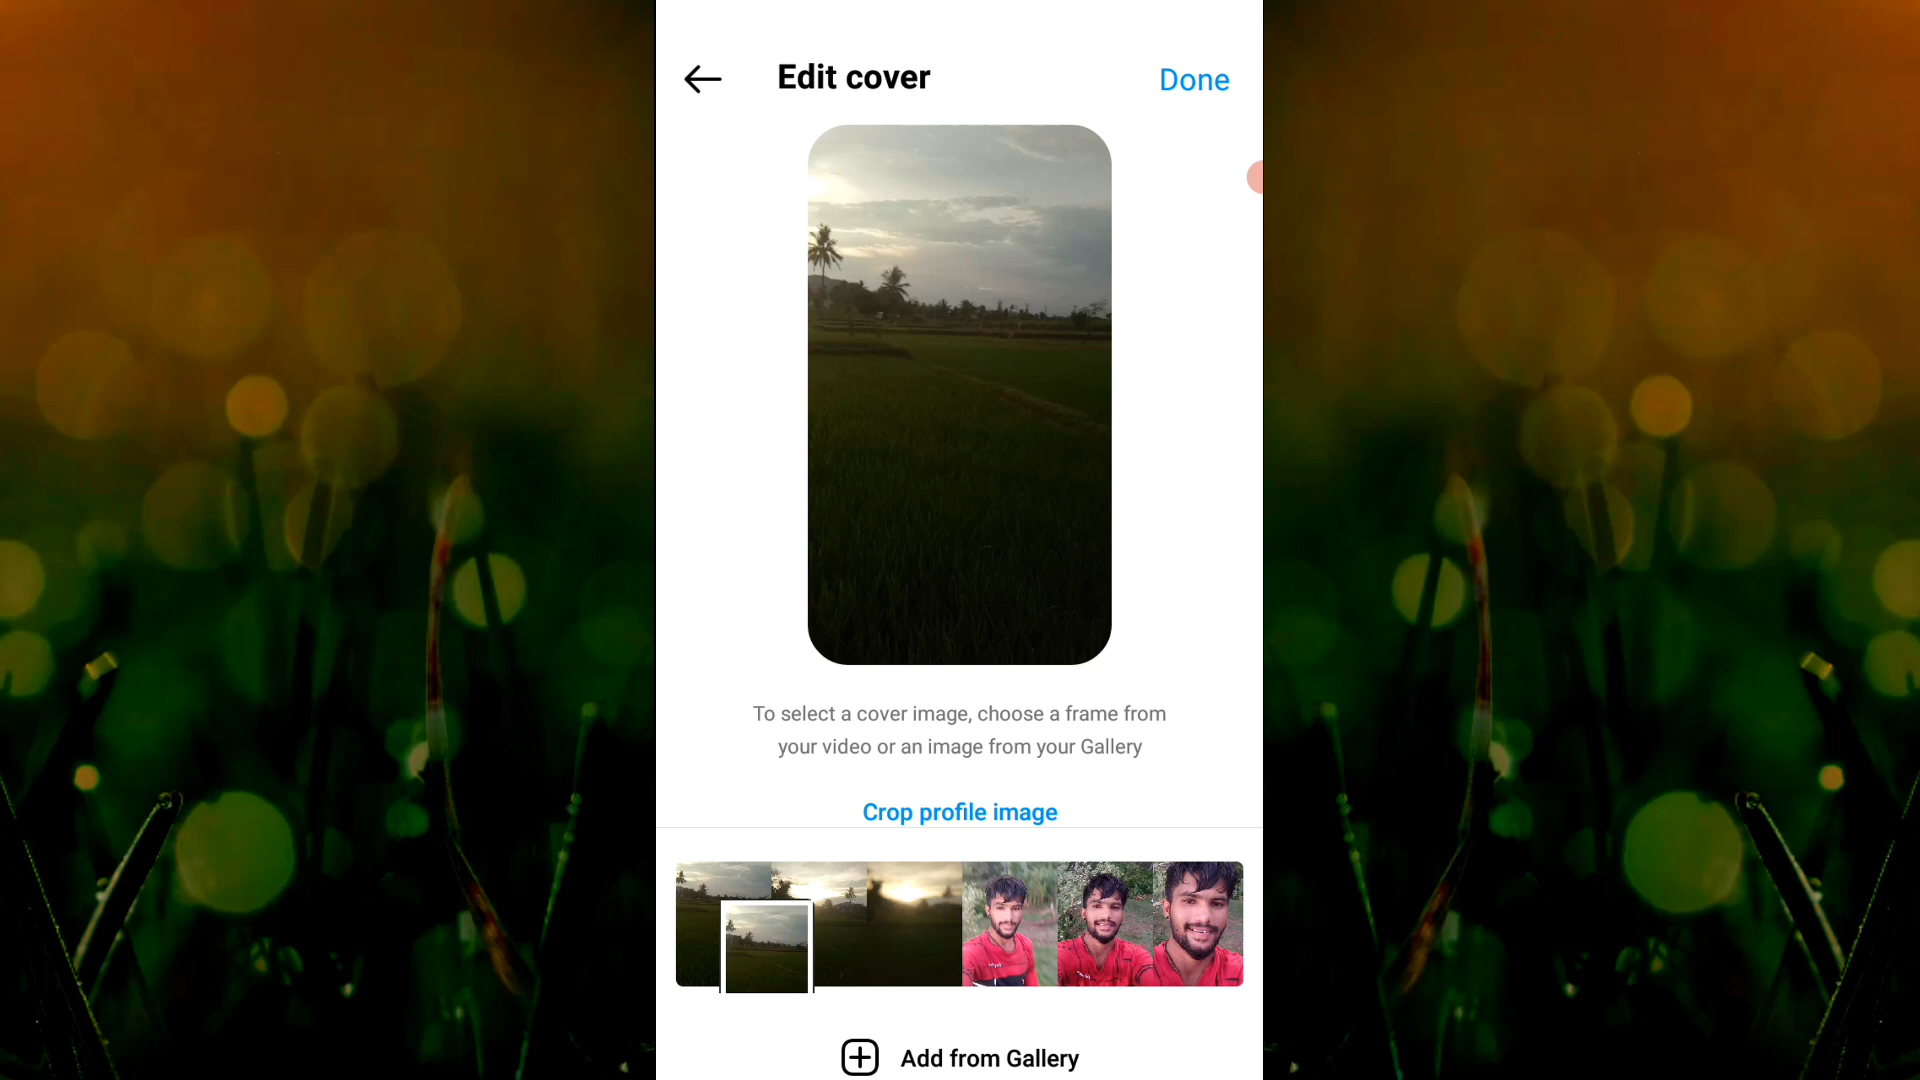 Edit cover
Done
To select a cover image, choose a frame from
your video or an image from your Gallery
Crop profile image
Add from Gallery